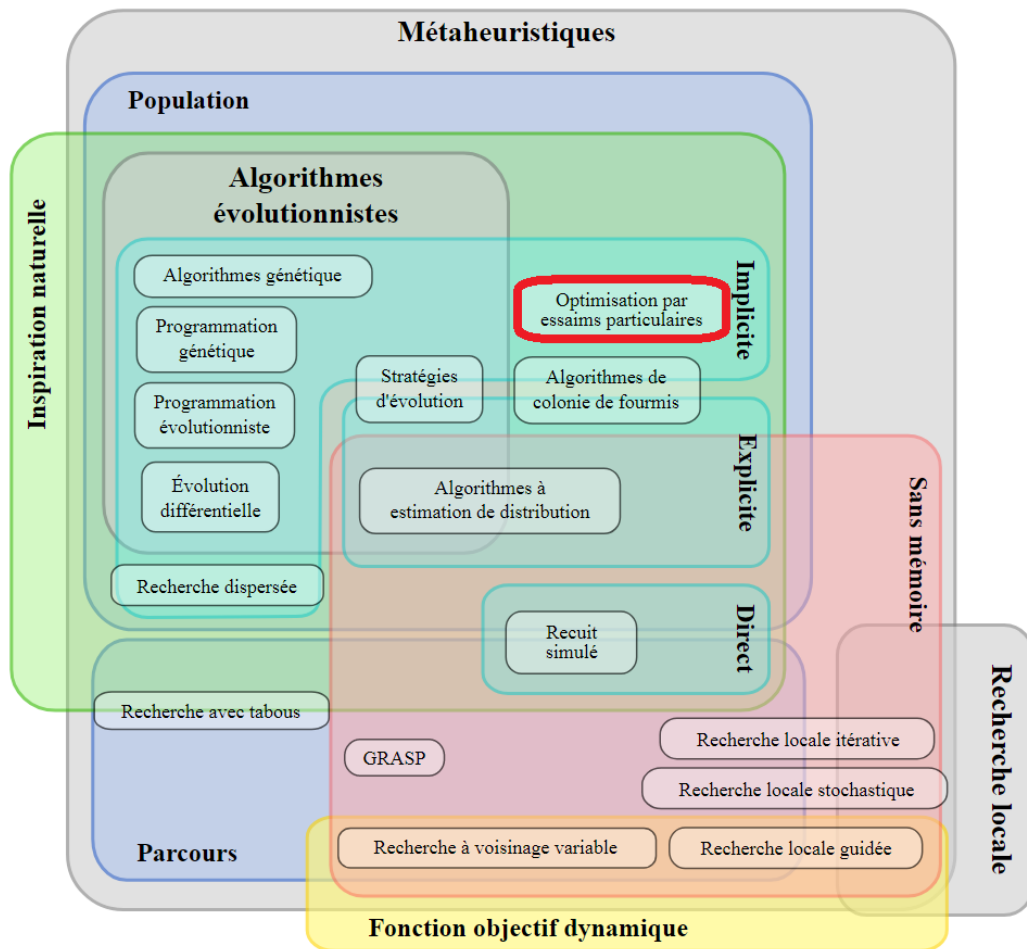 Métaheuristiques
Population
Algorithmes
évolutionnistes
Inspiration naturelle
Implicite
Algorithmes génétique
Optimisation par
essaims particulaires
Programmation
génétique
Stratégies
d'évolution
Algorithmes de
colonie de fourmis
Programmation
évolutionniste
Explicite
Sans mémoire
Évolution
différentielle
Algorithmes à
estimation de distribution
Recherche dispersée
Direct
Recuit
simulé
Recherche locale
Recherche avec tabous
GRASP
Recherche locale itérative
Recherche locale stochastique
Parcours
Recherche à voisinage variable
Recherche locale guidée
Fonction objectif dynamique